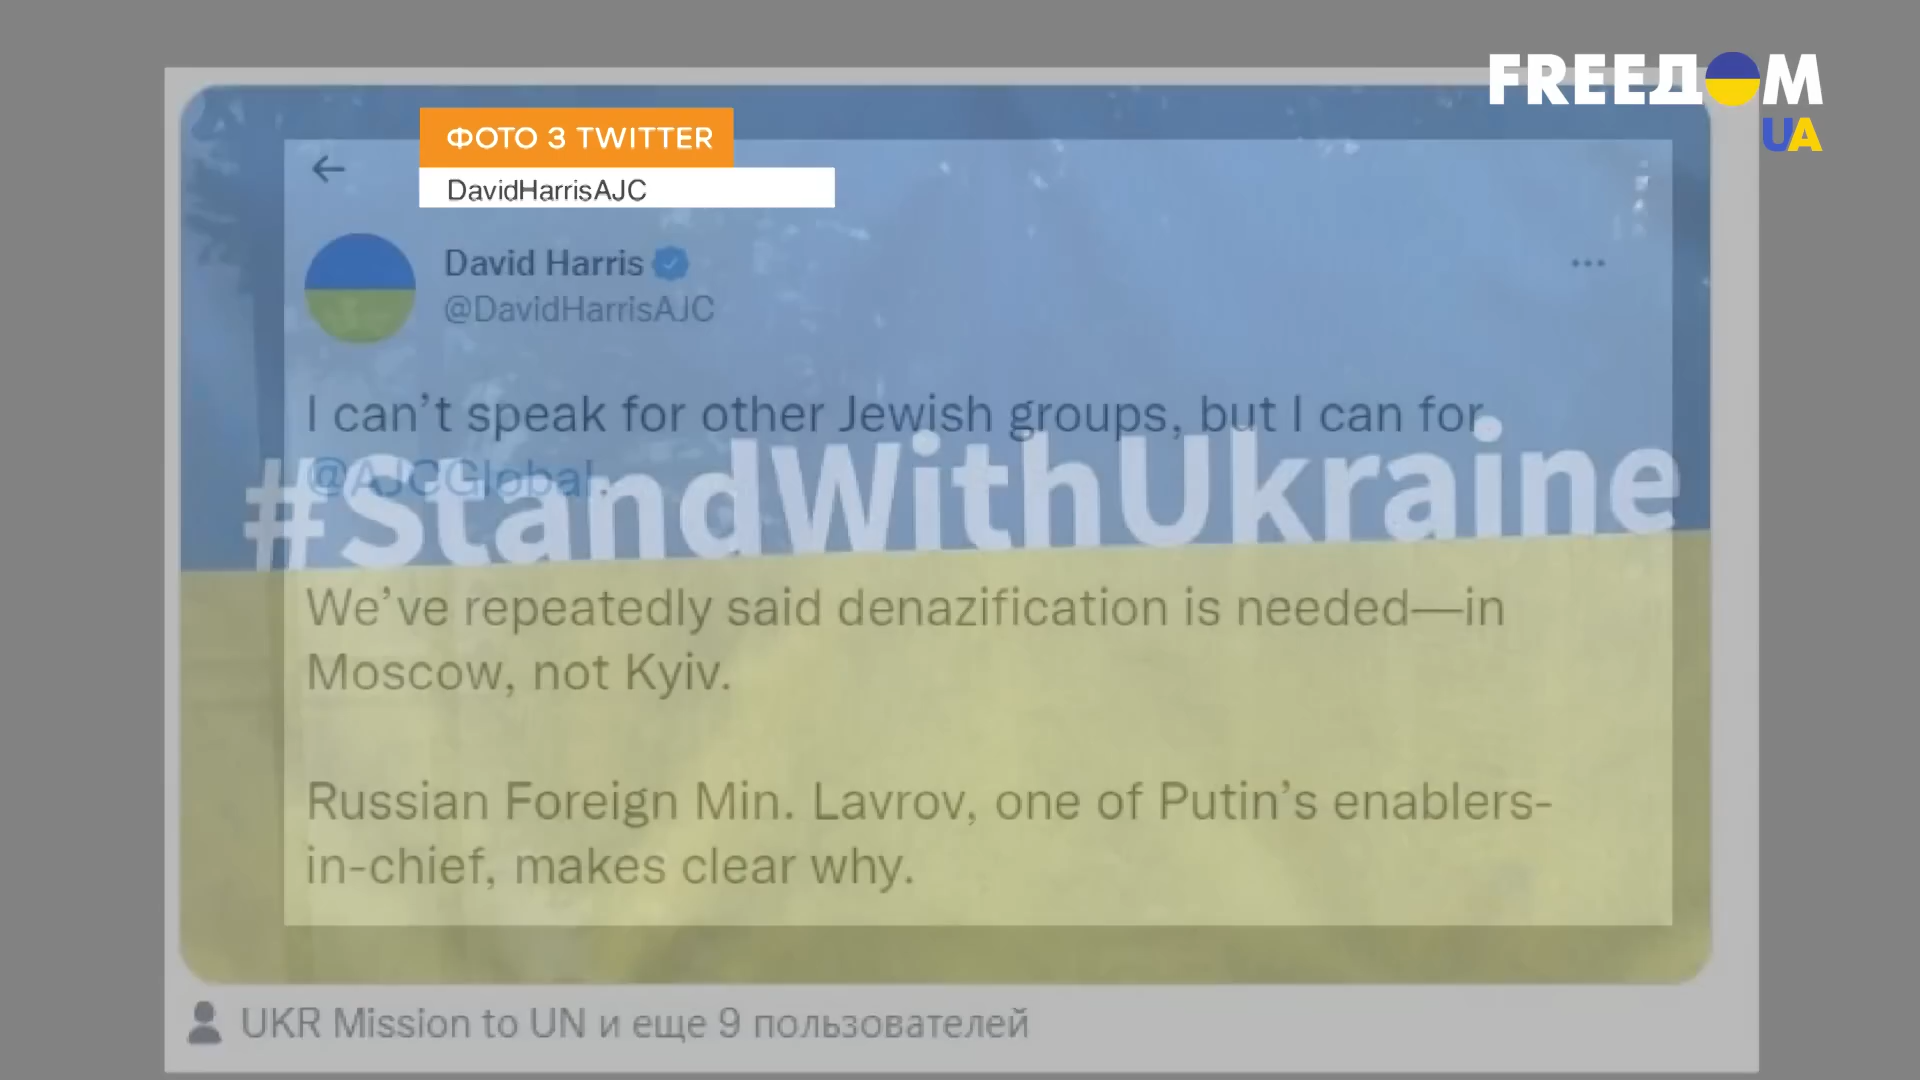 FREEДOM
UA
ФОТО З TWITTER
DavidHarrisAJC
David Harris
@DavidHarrisAJC
I can’t speak for other Jewish groups, but I can for
@AJCGlobal.
#StandWithUkraine
We’ve repeatedly said denazification is needed—in
Moscow, not Kyiv.
Russian Foreign Min. Lavrov, one of Putin’s enablers-
in-chief, makes clear why.
UKR Mission to UN и еще 9 пользователей